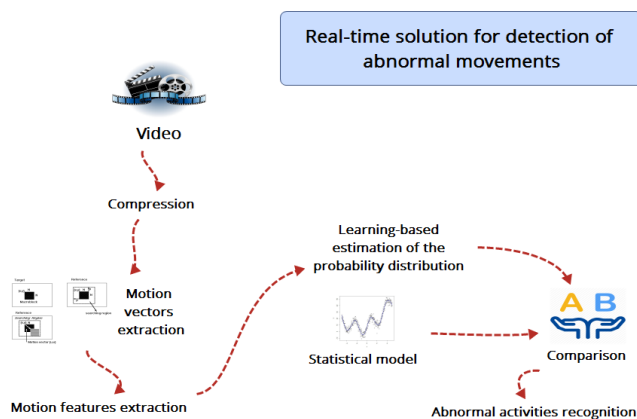 Real-time solution for detection of
abnormal movements
Video
Compression
Motion
vectors
extraction
Motion features extraction
Learning-based
estimation of the
probability distribution
Statistical model
A B
Comparison
Abnormal activities recognition